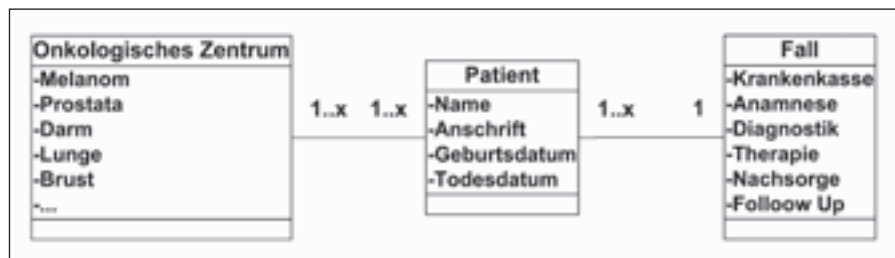 Onkologisches Zentrum
-Melanom
-Prostata
-Darm
-Lunge
-Brust
-...
1..x 1..x
Patient
-Name
-Anschrift
-Geburtsdatum
-Todesdatum
1..x 1
Fall
-Krankenkasse
-Anamnese
-Diagnostik
-Therapie
-Nachsorge
-Folloow Up